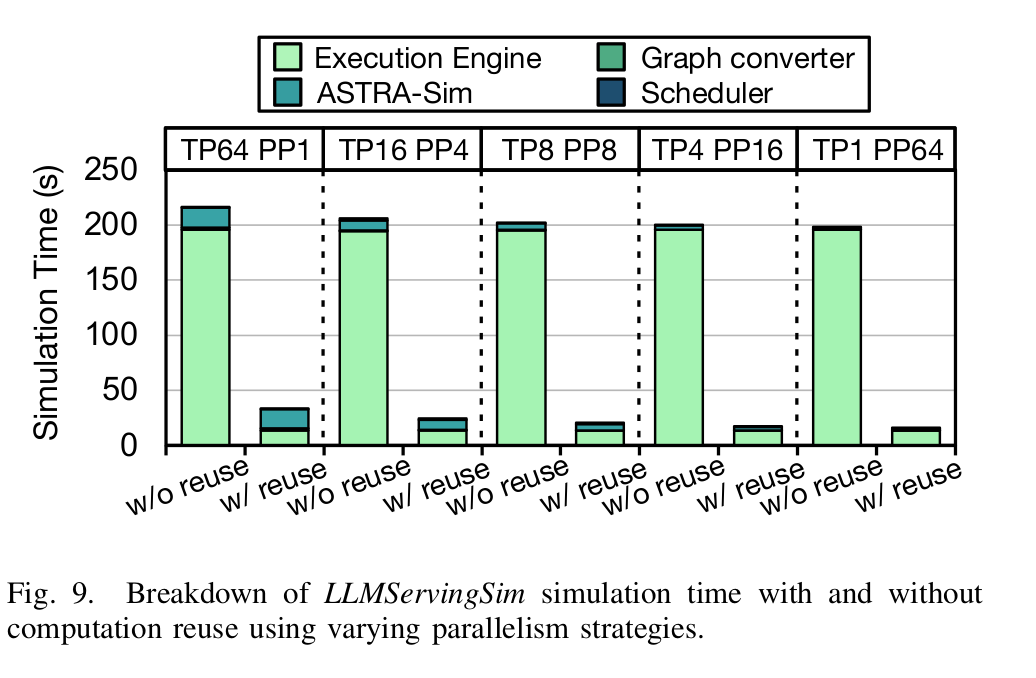 Execution Engine Graph converter
ASTRA-Sim Scheduler
TP64 PP1 TP16 PP4 TP8 PP8 TP4 PP16 TP1 PP64
Simulation Time (s)
250
200
150
100
50
0
w/o reuse w/ reuse w/o reuse w/ reuse w/o reuse w/ reuse w/o reuse w/ reuse w/o reuse w/ reuse
Fig. 9. Breakdown of LLMServingSim simulation time with and without
computation reuse using varying parallelism strategies.